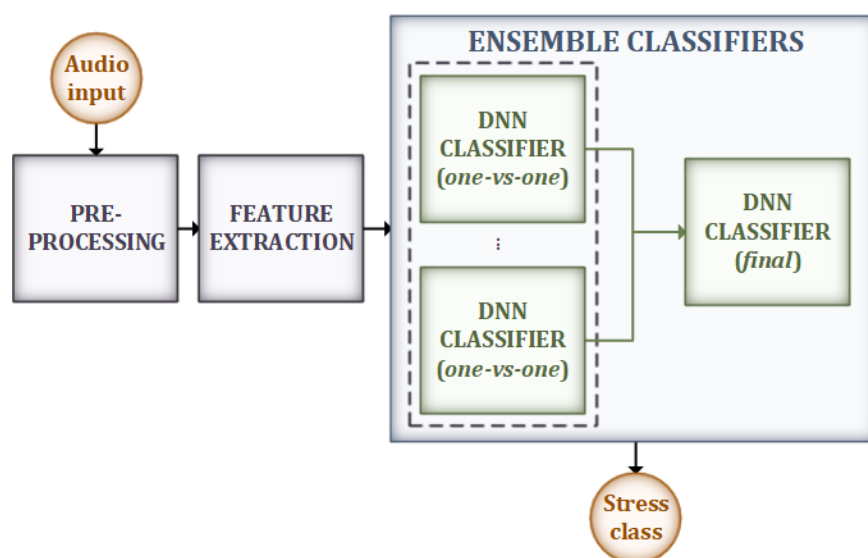 Audio
input
PRE-
PROCESSING
FEATURE
EXTRACTION
ENSEMBLE CLASSIFIERS
DNN
CLASSIFIER
(one-vs-one)
⋮
DNN
CLASSIFIER
(one-vs-one)
DNN
CLASSIFIER
(final)
Stress
class